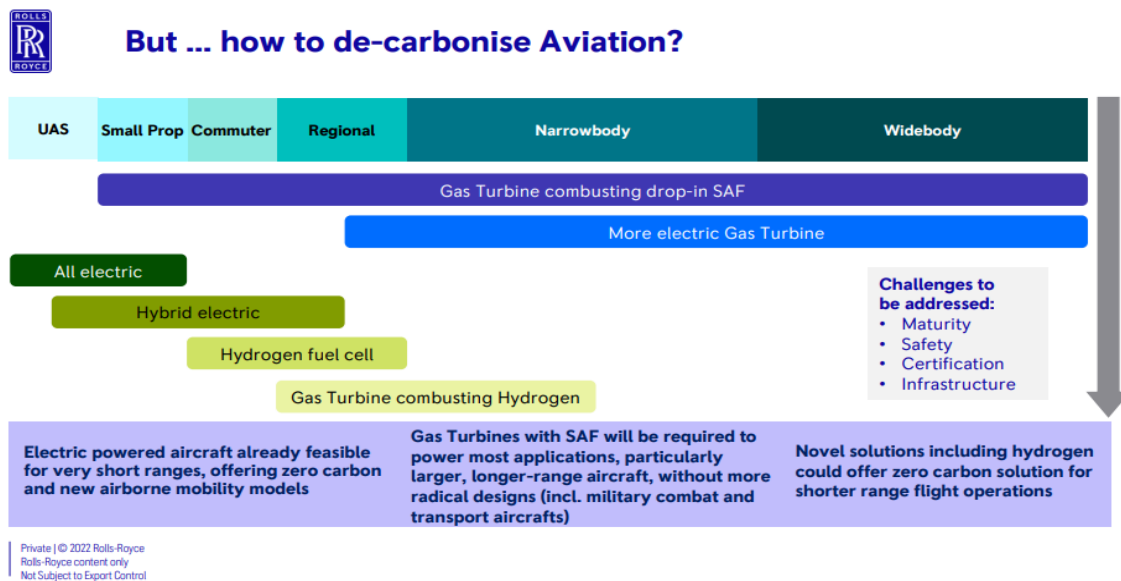 ROLLS
RR
ROYCE
But ... how to de-carbonise Aviation?
UAS
Small Prop
Commuter
Regional
Narrowbody
Widebody
Gas Turbine combusting drop-in SAF
More electric Gas Turbine
All electric
Hybrid electric
Hydrogen fuel cell
Gas Turbine combusting Hydrogen
Challenges to
be addressed:
• Maturity
• Safety
• Certification
• Infrastructure
Electric powered aircraft already feasible
for very short ranges, offering zero carbon
and new airborne mobility models
Gas Turbines with SAF will be required to
power most applications, particularly
larger, longer-range aircraft, without more
radical designs (incl. military combat and
transport aircrafts)
Novel solutions including hydrogen
could offer zero carbon solution for
shorter range flight operations
Private | © 2022 Rolls-Royce
Rolls-Royce content only
Not Subject to Export Control